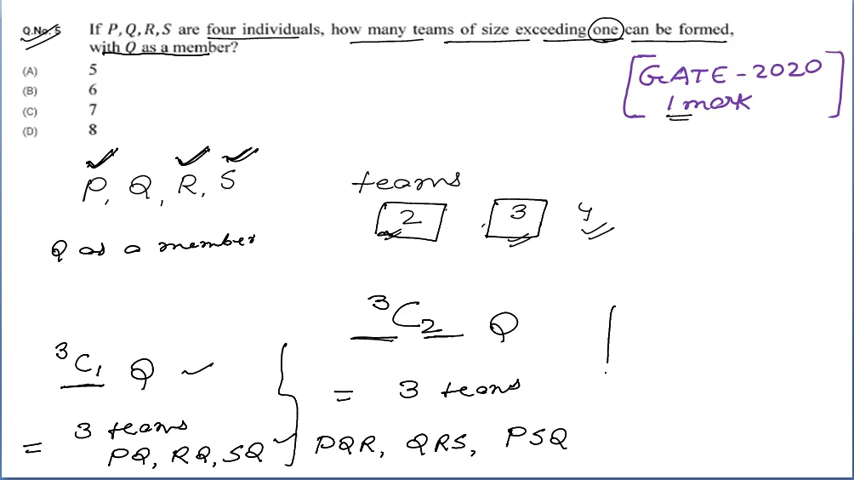 Q.No. 5 If P, Q, R, S are four individuals, how many teams of size exceeding one can be formed,
with Q as a member?
(A) 5
(B) 6
(C) 7
(D) 8
[GATE-2020
1 mark]
P, Q, R, S
teams
2, 3 4
Q as a member
³C₂ Q
³C₁ Q
= 3 teams
= 3 teams
PQ, RQ, SQ
PQR, QRS, PSQ